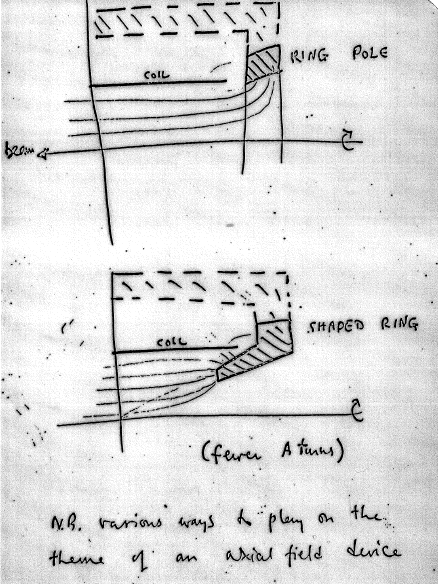 COIL
RING POLE
beam
COIL
SHAPED RING
(fewer A turns)
N.B. various ways to play on the
theme of an axial field device